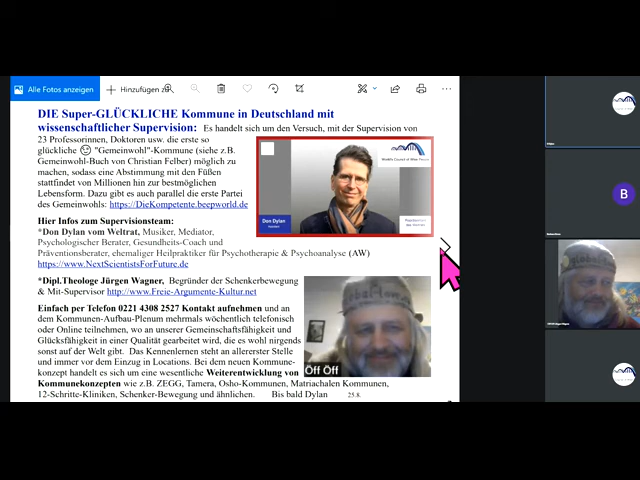 Alle Fotos anzeigen
Hinzufügen zu
DIE Super-GLÜCKLICHE Kommune in Deutschland mit
wissenschaftlicher Supervision: Es handelt sich um den Versuch, mit der Supervision von
23 Professorinnen, Doktoren usw. die erste so
glückliche 😉 "Gemeinwohl"-Kommune (siehe z.B.
Gemeinwohl-Buch von Christian Felber) möglich zu
machen, sodass eine Abstimmung mit den Füßen
stattfindet von Millionen hin zur bestmöglichen
Lebensform. Dazu gibt es auch parallel die erste Partei
des Gemeinwohls: https://DieKompetente.beepworld.de
World's Council of Wise Person
Don Dylan
Hier Infos zum Supervisionsteam:
*Don Dylan vom Weltrat, Musiker, Mediator,
Psychologischer Berater, Gesundheits-Coach und
Präventionsberater, ehemaliger Heilpraktiker für Psychotherapie & Psychoanalyse (AW)
https://www.NextScientistsForFuture.de
*Dipl.Theologe Jürgen Wagner, Begründer der Schenkerbewegung
& Mit-Supervisor http://www.Freie-Argumente-Kultur.net
Einfach per Telefon 0221 4308 2527 Kontakt aufnehmen und an
dem Kommunen-Aufbau-Plenum mehrmals wöchentlich telefonisch
oder Online teilnehmen, wo an unserer Gemeinschaftsfähigkeit und
Glücksfähigkeit in einer Qualität gearbeitet wird, die es wohl nirgends
sonst auf der Welt gibt. Das Kennenlernen steht an allererster Stelle
und immer vor dem Einzug in Locations. Bei dem neuen Kommune-
konzept handelt es sich um eine wesentliche Weiterentwicklung von
Kommunekonzepten wie z.B. ZEGG, Tamera, Osho-Kommunen, Matriachalen Kommunen,
12-Schritte-Kliniken, Schenker-Bewegung und ähnlichen. Bis bald Dylan 25.8.
Öff Öff
B